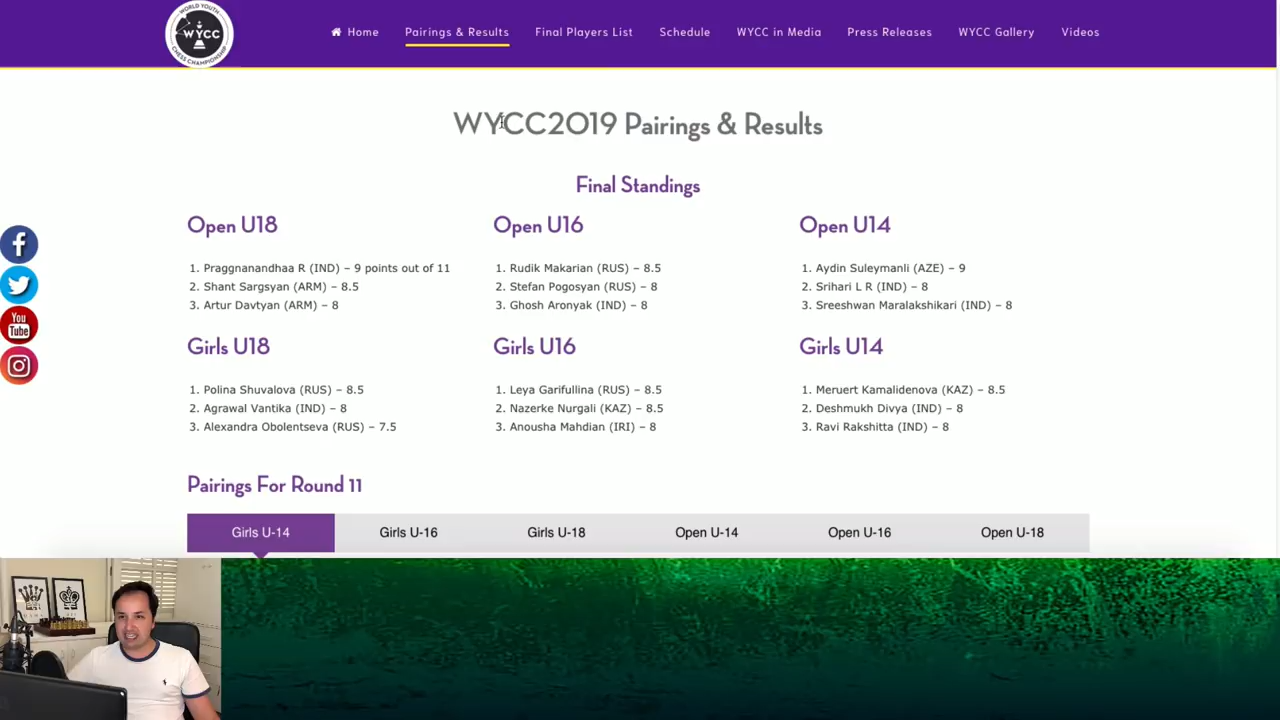 WORLD YOUTH
WYCC
CHESS CHAMPIONSHIP
Home Pairings & Results Final Players List Schedule WYCC in Media Press Releases WYCC Gallery Videos
WYCC2019 Pairings & Results
Final Standings
Open U18
1. Praggnanandhaa R (IND) – 9 points out of 11
2. Shant Sargsyan (ARM) – 8.5
3. Artur Davtyan (ARM) – 8
Open U16
1. Rudik Makarian (RUS) – 8.5
2. Stefan Pogosyan (RUS) – 8
3. Ghosh Aronyak (IND) – 8
Open U14
1. Aydin Suleymanli (AZE) – 9
2. Srihari L R (IND) – 8
3. Sreeshwan Maralakshikari (IND) – 8
Girls U18
1. Polina Shuvalova (RUS) – 8.5
2. Agrawal Vantika (IND) – 8
3. Alexandra Obolentseva (RUS) – 7.5
Girls U16
1. Leya Garifullina (RUS) – 8.5
2. Nazerke Nurgali (KAZ) – 8.5
3. Anousha Mahdian (IRI) – 8
Girls U14
1. Meruert Kamalidenova (KAZ) – 8.5
2. Deshmukh Divya (IND) – 8
3. Ravi Rakshitta (IND) – 8
Pairings For Round 11
Girls U-14 Girls U-16 Girls U-18 Open U-14 Open U-16 Open U-18
You
Tube